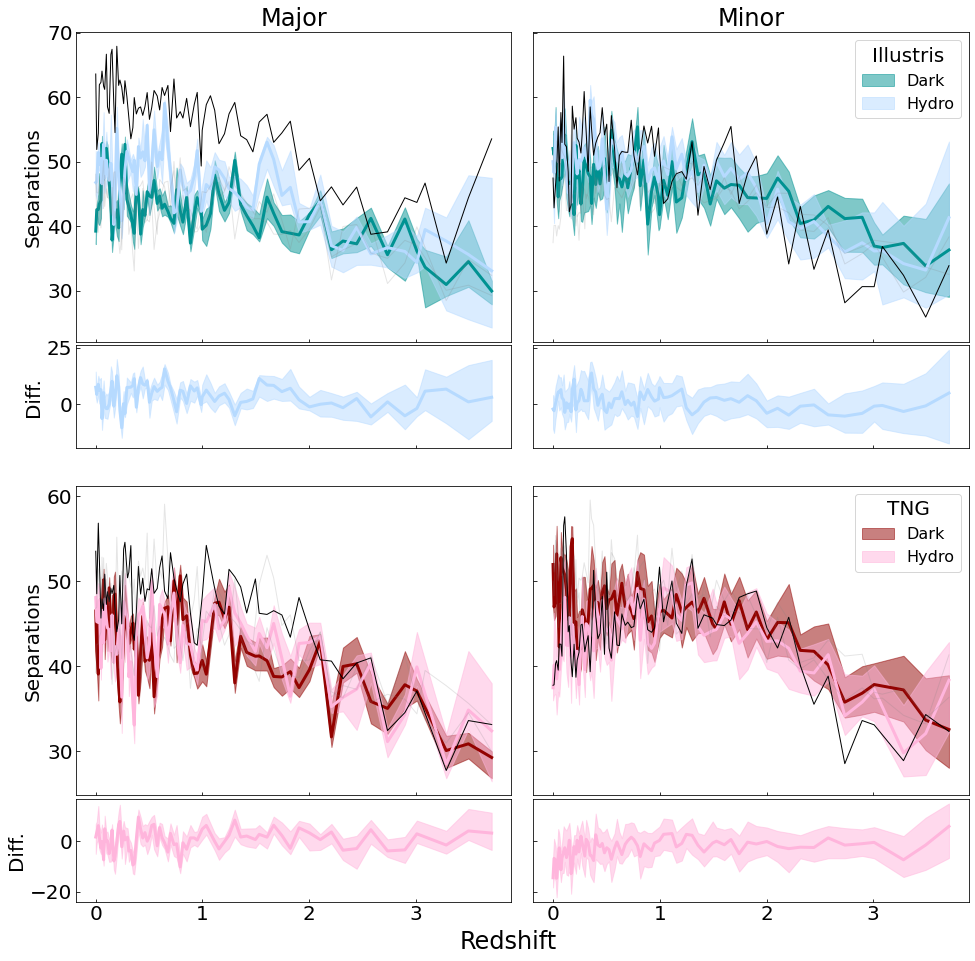 Major Minor
70
60
50
40
30
Separations
Illustris
Dark
Hydro
25
0
Diff.
60
50
40
30
Separations
TNG
Dark
Hydro
0
−20
Diff.
0 1 2 3 0 1 2 3
Redshift